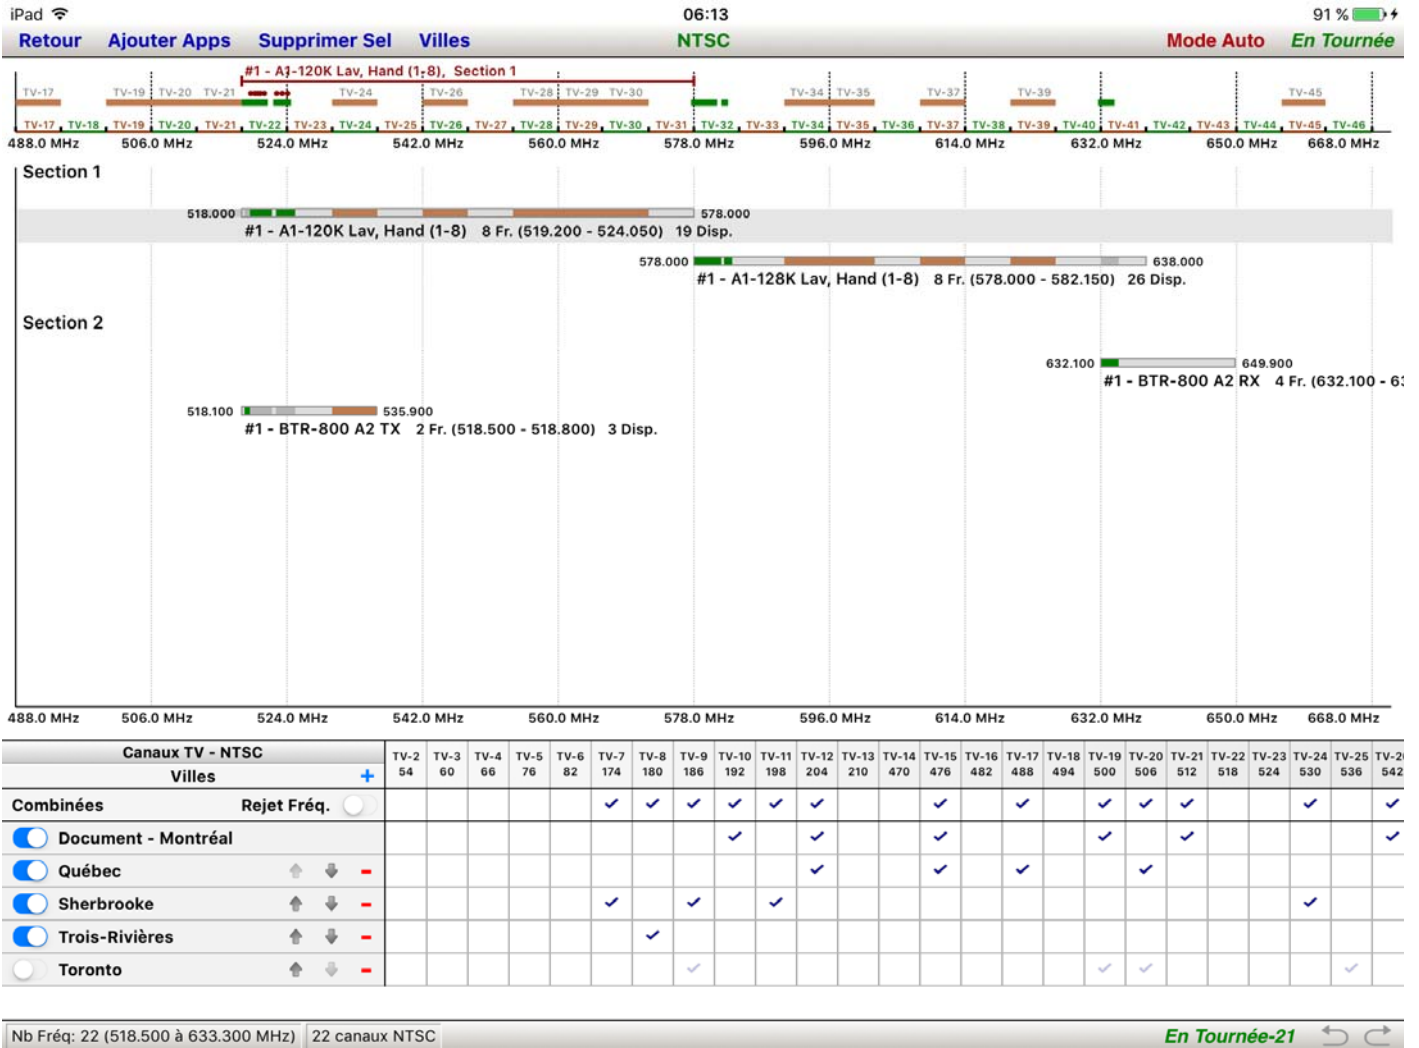 iPad 06:13 91 %
Retour Ajouter Apps Supprimer Sel Villes NTSC Mode Auto En Tournée
#1 - A1-120K Lav, Hand (1-8), Section 1
TV-17 TV-19 TV-20 TV-21 TV-24 TV-26 TV-28 TV-29 TV-30 TV-34 TV-35 TV-37 TV-39 TV-45
TV-17 TV-18 TV-19 TV-20 TV-21 TV-22 TV-23 TV-24 TV-25 TV-26 TV-27 TV-28 TV-29 TV-30 TV-31 TV-32 TV-33 TV-34 TV-35 TV-36 TV-37 TV-38 TV-39 TV-40 TV-41 TV-42 TV-43 TV-44 TV-45 TV-46
488.0 MHz 506.0 MHz 524.0 MHz 542.0 MHz 560.0 MHz 578.0 MHz 596.0 MHz 614.0 MHz 632.0 MHz 650.0 MHz 668.0 MHz
Section 1
518.000 578.000
#1 - A1-120K Lav, Hand (1-8) 8 Fr. (519.200 - 524.050) 19 Disp.
578.000 638.000
#1 - A1-128K Lav, Hand (1-8) 8 Fr. (578.000 - 582.150) 26 Disp.
Section 2
632.100 649.900
#1 - BTR-800 A2 RX 4 Fr. (632.100 - 63
518.100 535.900
#1 - BTR-800 A2 TX 2 Fr. (518.500 - 518.800) 3 Disp.
488.0 MHz 506.0 MHz 524.0 MHz 542.0 MHz 560.0 MHz 578.0 MHz 596.0 MHz 614.0 MHz 632.0 MHz 650.0 MHz 668.0 MHz
Canaux TV - NTSC TV-2 TV-3 TV-4 TV-5 TV-6 TV-7 TV-8 TV-9 TV-10 TV-11 TV-12 TV-13 TV-14 TV-15 TV-16 TV-17 TV-18 TV-19 TV-20 TV-21 TV-22 TV-23 TV-24 TV-25 TV-26
Villes + 54 60 66 76 82 174 180 186 192 198 204 210 470 476 482 488 494 500 506 512 518 524 530 536 542
Combinées Rejet Fréq.
Document - Montréal
Québec
Sherbrooke
Trois-Rivières
Toronto
Nb Fréq: 22 (518.500 à 633.300 MHz) 22 canaux NTSC En Tournée-21